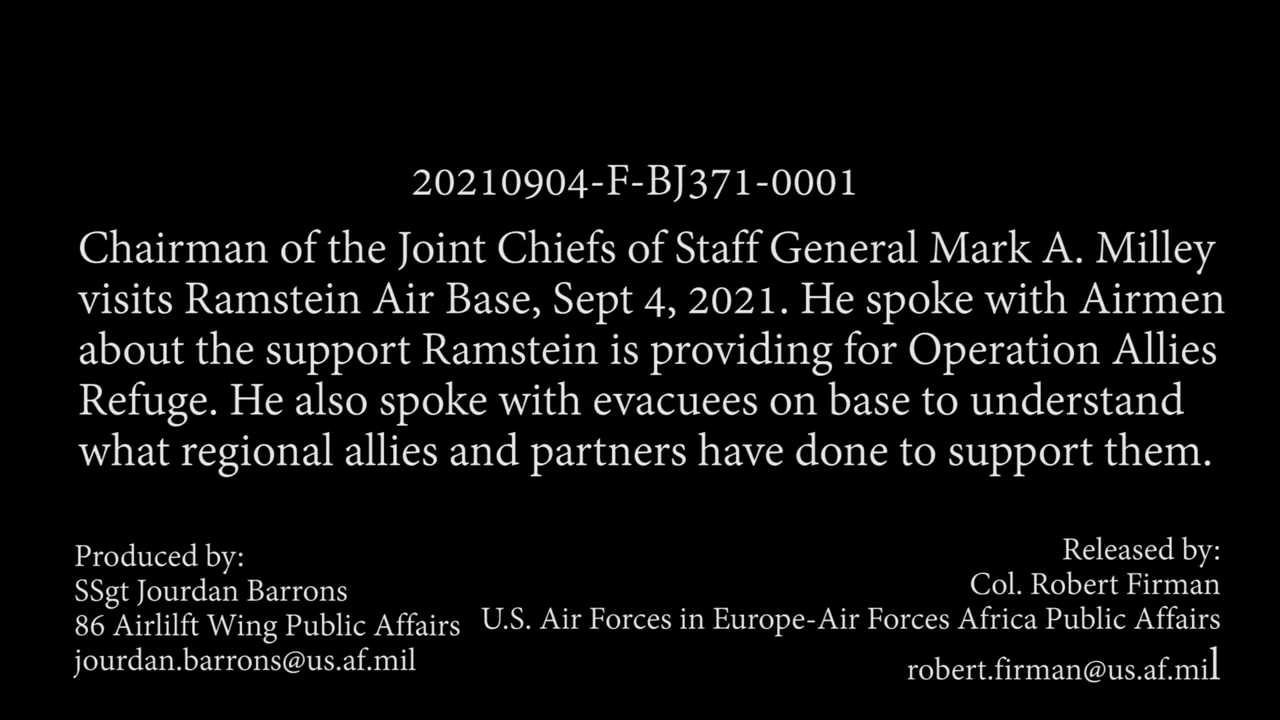 20210904-F-BJ371-0001
Chairman of the Joint Chiefs of Staff General Mark A. Milley
visits Ramstein Air Base, Sept 4, 2021. He spoke with Airmen
about the support Ramstein is providing for Operation Allies
Refuge. He also spoke with evacuees on base to understand
what regional allies and partners have done to support them.
Produced by:
SSgt Jourdan Barrons
86 Airlilft Wing Public Affairs
jourdan.barrons@us.af.mil
Released by:
Col. Robert Firman
U.S. Air Forces in Europe-Air Forces Africa Public Affairs
robert.firman@us.af.mil